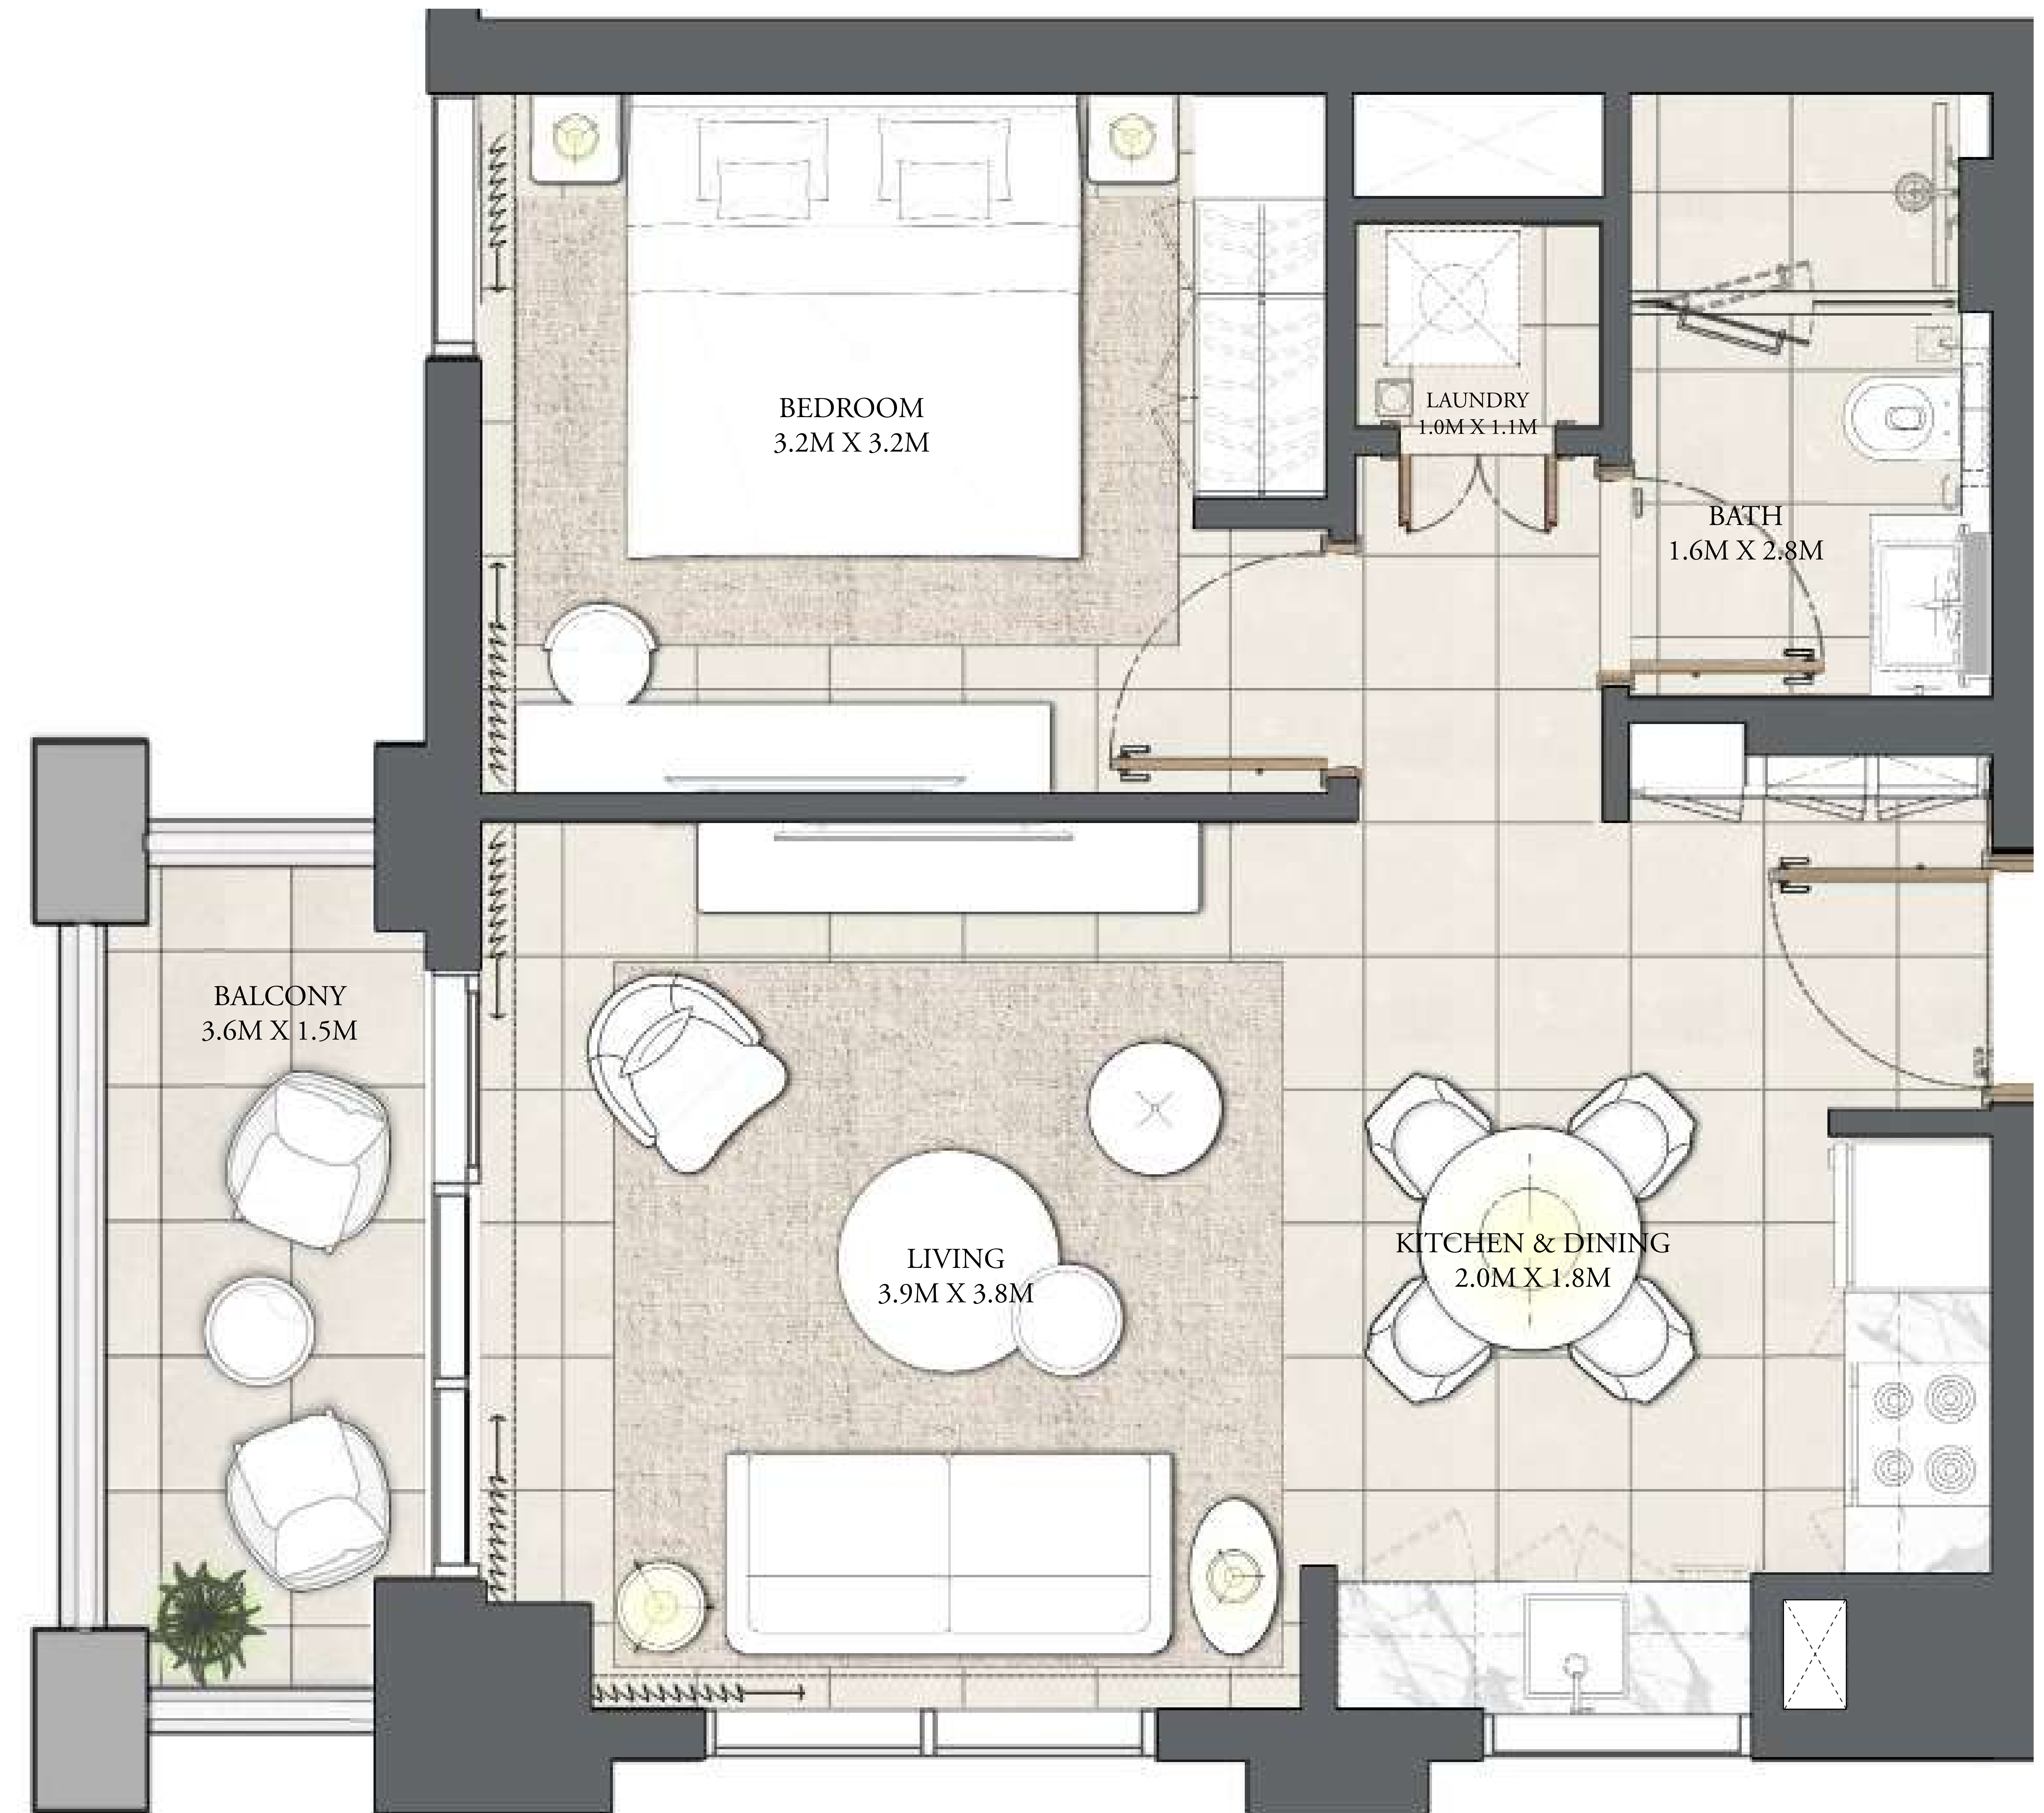 BEDROOM
3.2M X 3.2M
LAUNDRY
1.0M X 1.1M
BATH
1.6M X 2.8M
BALCONY
3.6M X 1.5M
LIVING
3.9M X 3.8M
KITCHEN & DINING
2.0M X 1.8M